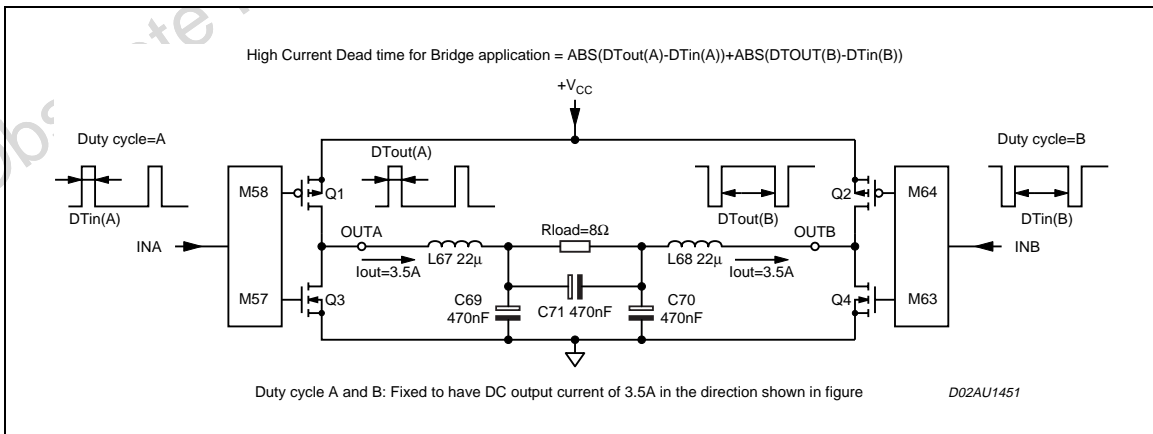 High Current Dead time for Bridge application = ABS(DTout(A)-DTin(A))+ABS(DTOUT(B)-DTin(B))
+VCC
Duty cycle=A
DTout(A)
Duty cycle=B
M58
Q1
Q2
M64
DTin(A)
DTout(B)
DTin(B)
INA
OUTA
Rload=8Ω
OUTB
INB
L67 22μ
L68 22μ
Iout=3.5A
Iout=3.5A
M57
Q3
C69
470nF
C71 470nF
C70
470nF
Q4
M63
Duty cycle A and B: Fixed to have DC output current of 3.5A in the direction shown in figure
D02AU1451